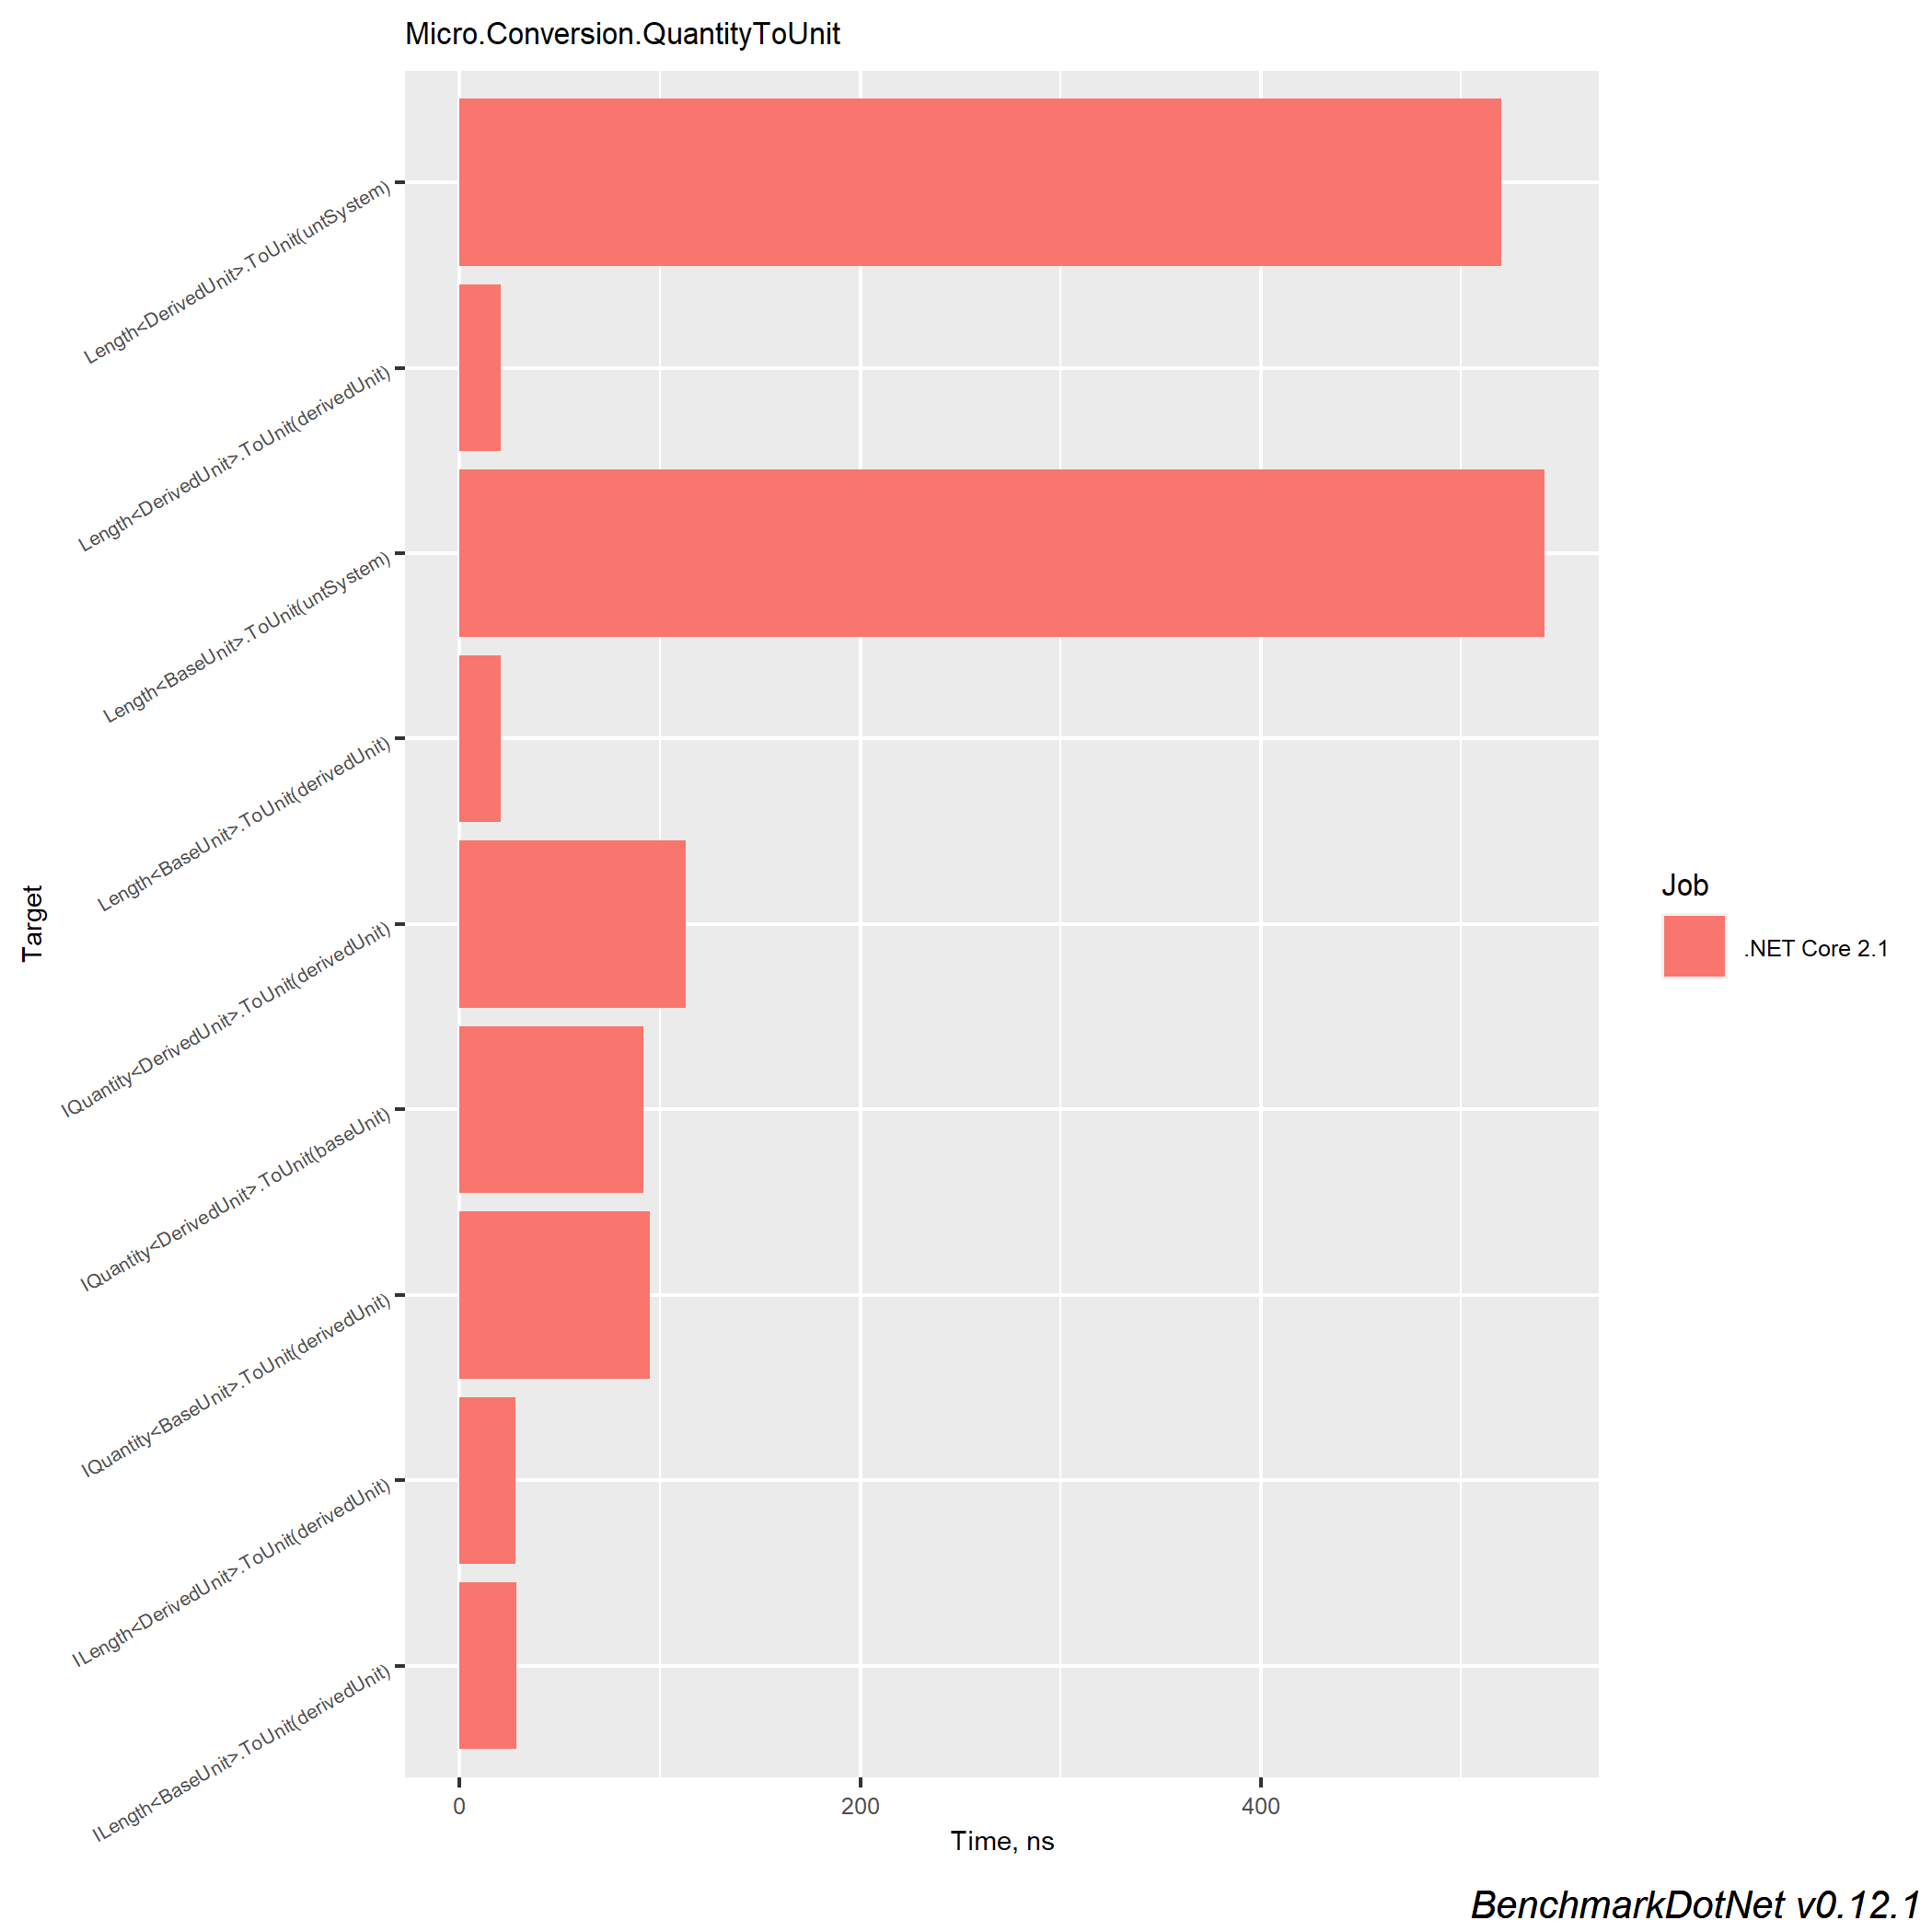 Micro.Conversion.QuantityToUnit
Length<DerivedUnit>.ToUnit(untSystem)
Length<DerivedUnit>.ToUnit(derivedUnit)
Length<BaseUnit>.ToUnit(untSystem)
Length<BaseUnit>.ToUnit(derivedUnit)
IQuantity<DerivedUnit>.ToUnit(derivedUnit)
IQuantity<DerivedUnit>.ToUnit(baseUnit)
IQuantity<BaseUnit>.ToUnit(derivedUnit)
ILength<DerivedUnit>.ToUnit(derivedUnit)
ILength<BaseUnit>.ToUnit(derivedUnit)
Target
0 200 400
Time, ns
Job
.NET Core 2.1
BenchmarkDotNet v0.12.1